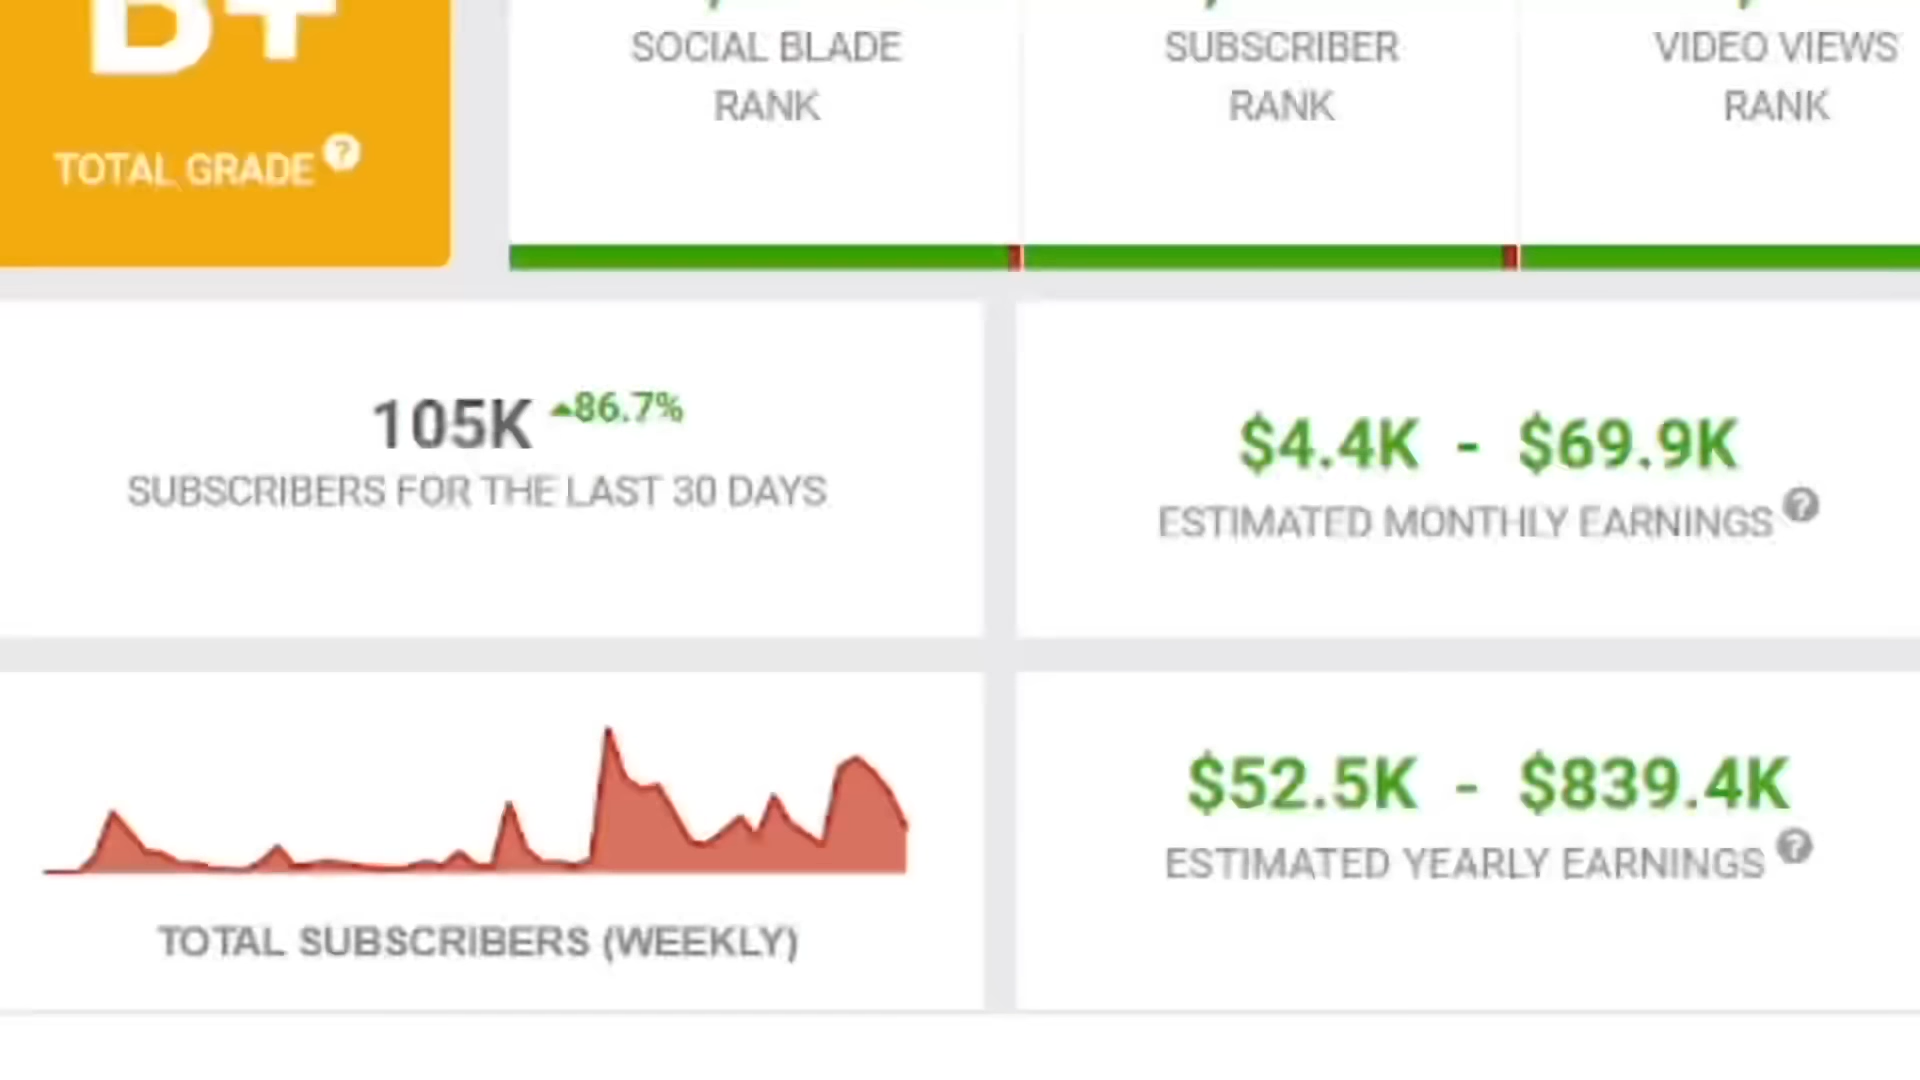 B+
TOTAL GRADE ?
SOCIAL BLADE
RANK
SUBSCRIBER
RANK
VIDEO VIEWS
RANK
105K ▲86.7%
SUBSCRIBERS FOR THE LAST 30 DAYS
$4.4K - $69.9K
ESTIMATED MONTHLY EARNINGS ?
TOTAL SUBSCRIBERS (WEEKLY)
$52.5K - $839.4K
ESTIMATED YEARLY EARNINGS ?